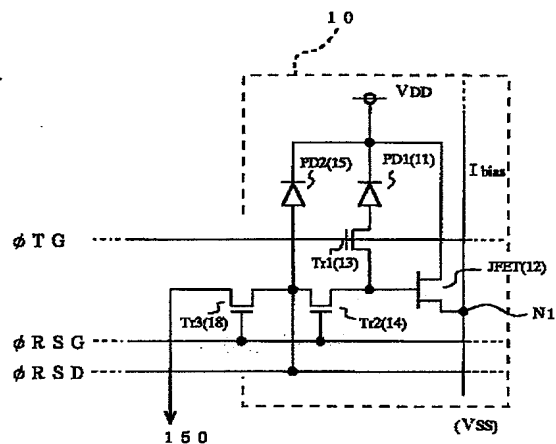 10
VDD
PD2(15)
PD1(11)
Ibias
φTG
Tr1(13)
JFET(12)
Tr3(18)
Tr2(14)
N1
φRSG
φRSD
150
(VSS)